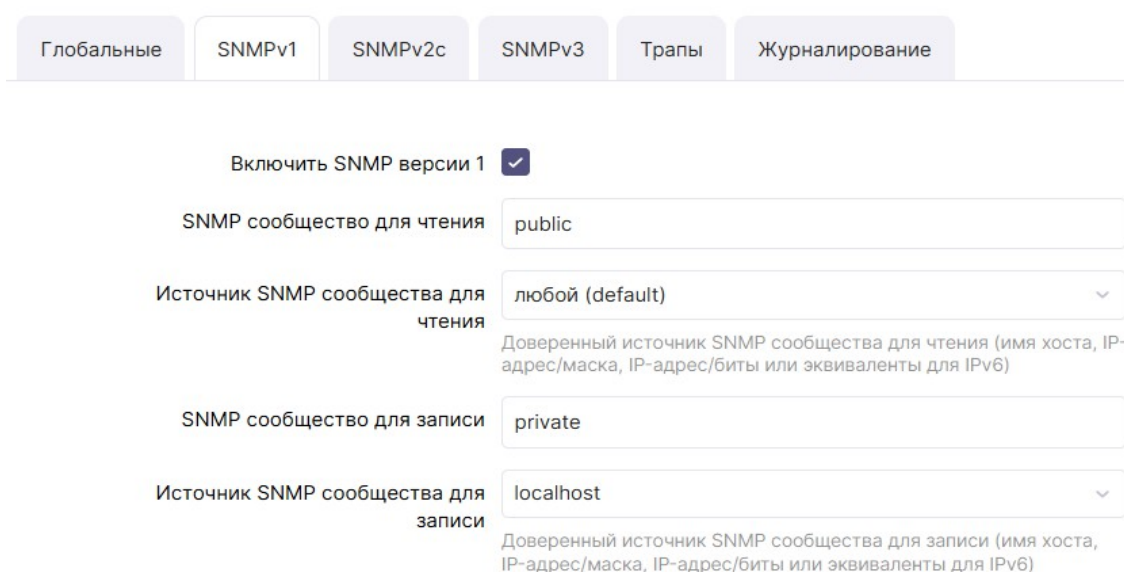 Глобальные SNMPv1 SNMPv2c SNMPv3 Трапы Журналирование
Включить SNMP версии 1
SNMP сообщество для чтения public
Источник SNMP сообщества для любой (default)
чтения
Доверенный источник SNMP сообщества для чтения (имя хоста, IP-
адрес/маска, IP-адрес/биты или эквиваленты для IPv6)
SNMP сообщество для записи private
Источник SNMP сообщества для localhost
записи
Доверенный источник SNMP сообщества для записи (имя хоста,
IP-адрес/маска, IP-адрес/биты или эквиваленты для IPv6)